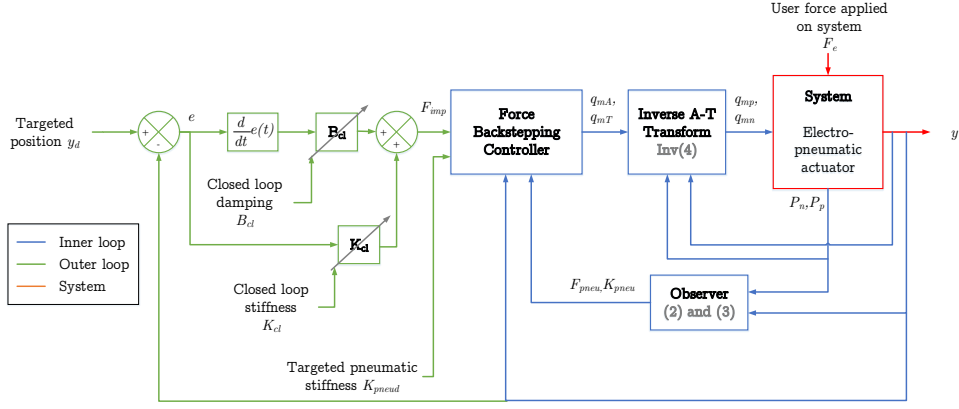 User force applied
on system
F_e
Targeted
position y_d
+
-
e
d/dt e(t)
B_cl
+
+
F_imp
Force
Backstepping
Controller
q_mA,
q_mT
Inverse A-T
Transform
Inv(4)
q_mp,
q_mn
System
Electro-
pneumatic
actuator
y
P_n,P_p
Closed loop
damping
B_cl
K_cl
Closed loop
stiffness
K_cl
Inner loop
Outer loop
System
F_pneu,K_pneu
Observer
(2) and (3)
Targeted pneumatic
stiffness K_pneud